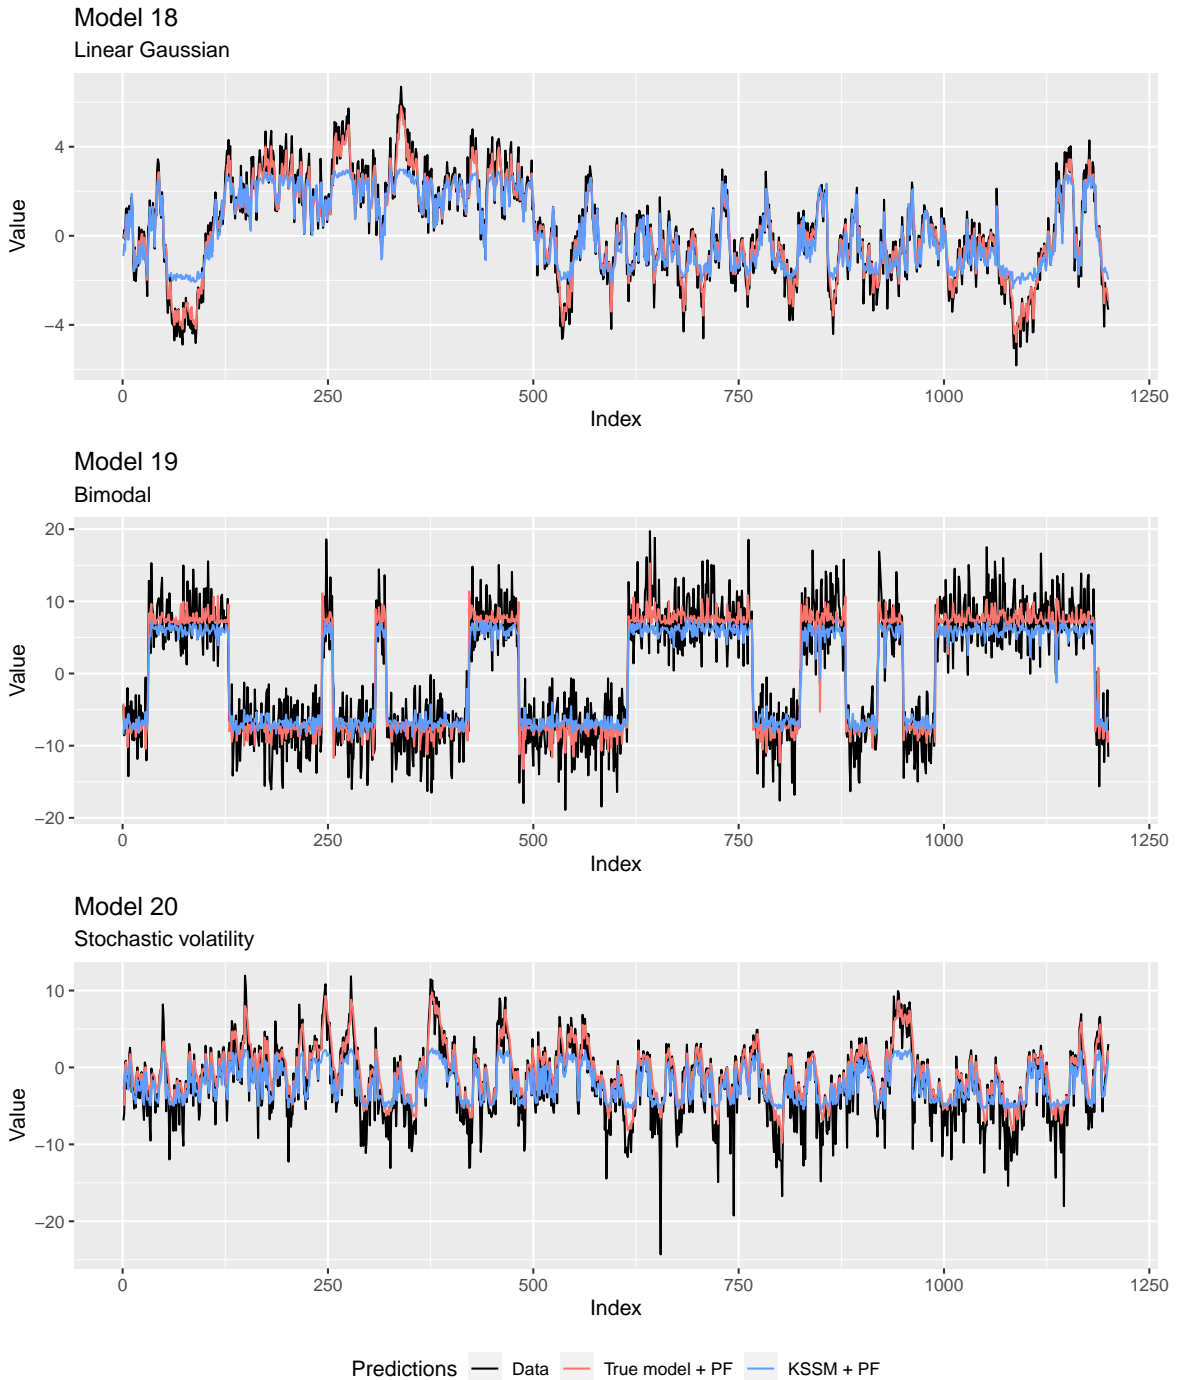 Model 18
Linear Gaussian
4
0
−4
Value
0 250 500 750 1000 1250
Index
Model 19
Bimodal
20
10
0
−10
−20
Value
0 250 500 750 1000 1250
Index
Model 20
Stochastic volatility
10
0
−10
−20
Value
0 250 500 750 1000 1250
Index
Predictions Data True model + PF KSSM + PF